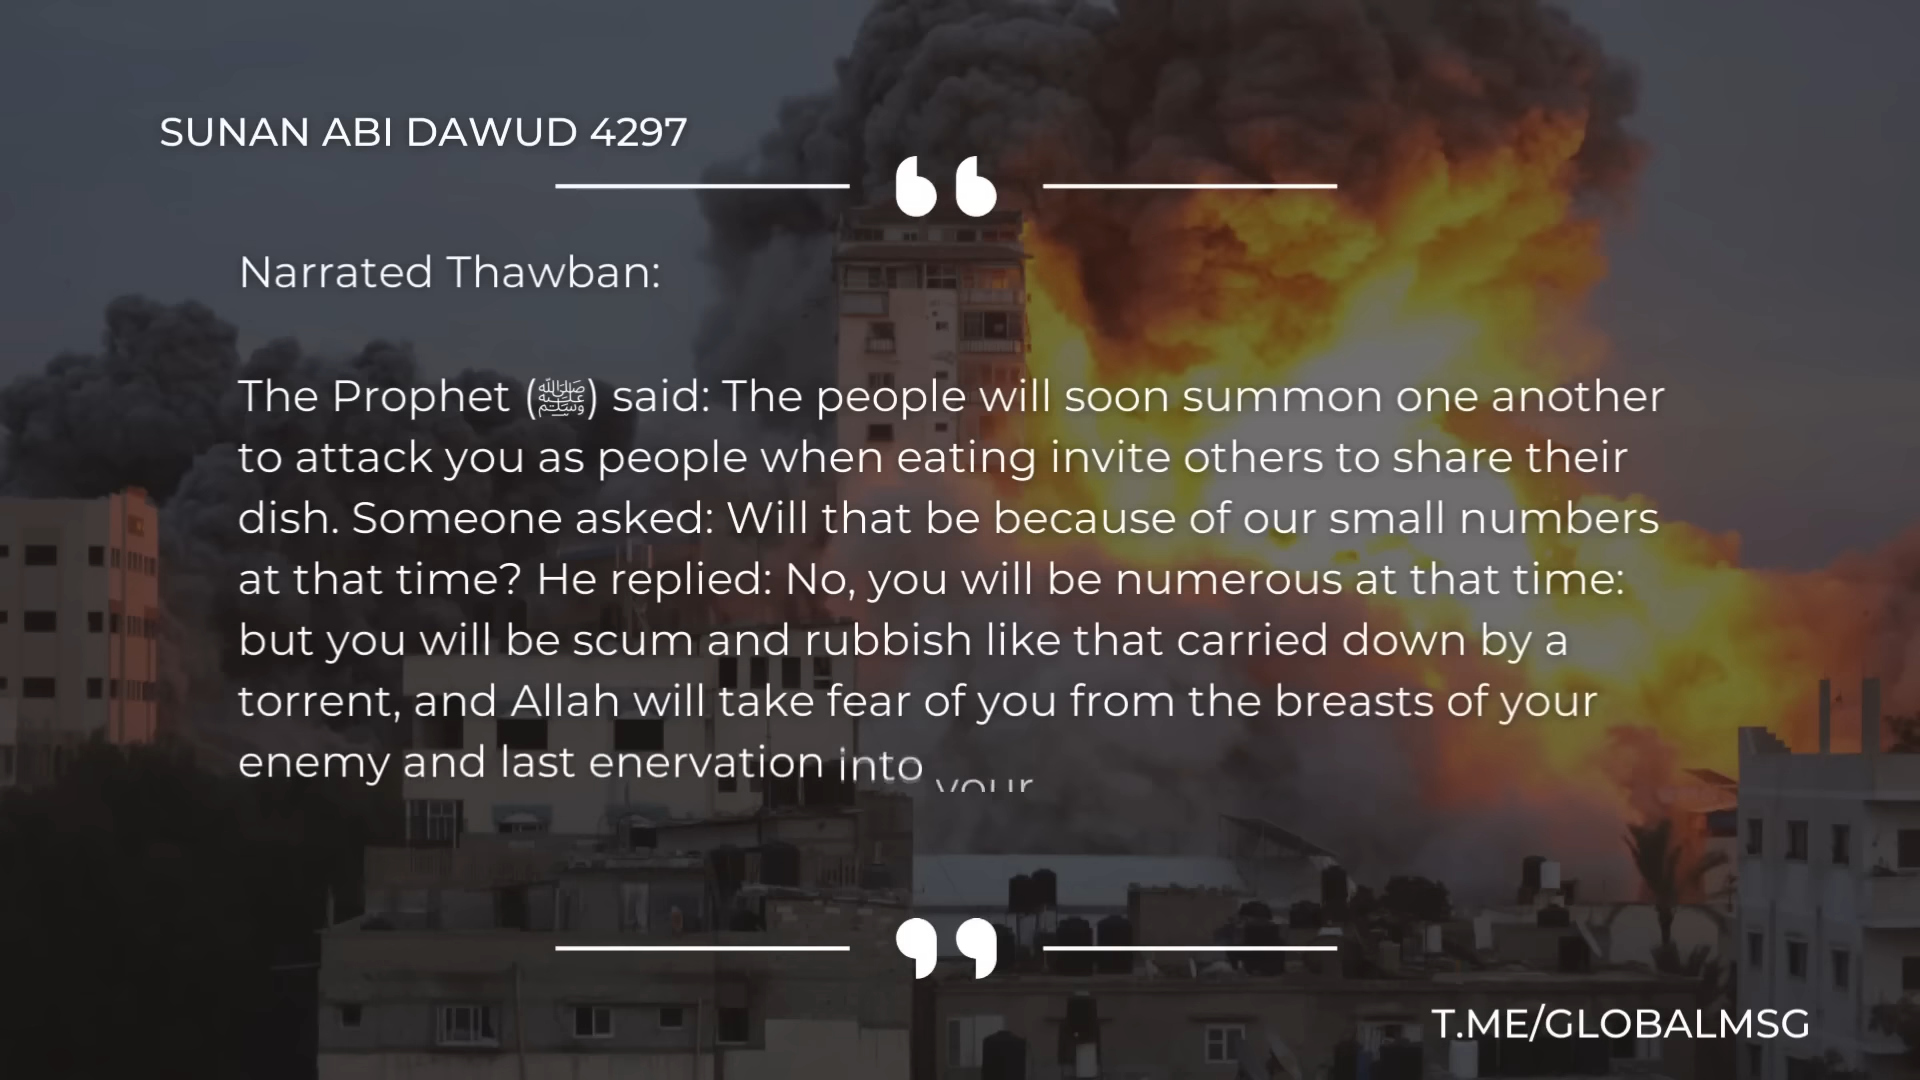 SUNAN ABI DAWUD 4297
Narrated Thawban:
The Prophet (ﷺ) said: The people will soon summon one another
to attack you as people when eating invite others to share their
dish. Someone asked: Will that be because of our small numbers
at that time? He replied: No, you will be numerous at that time:
but you will be scum and rubbish like that carried down by a
torrent, and Allah will take fear of you from the breasts of your
enemy and last enervation into your
T.ME/GLOBALMSG